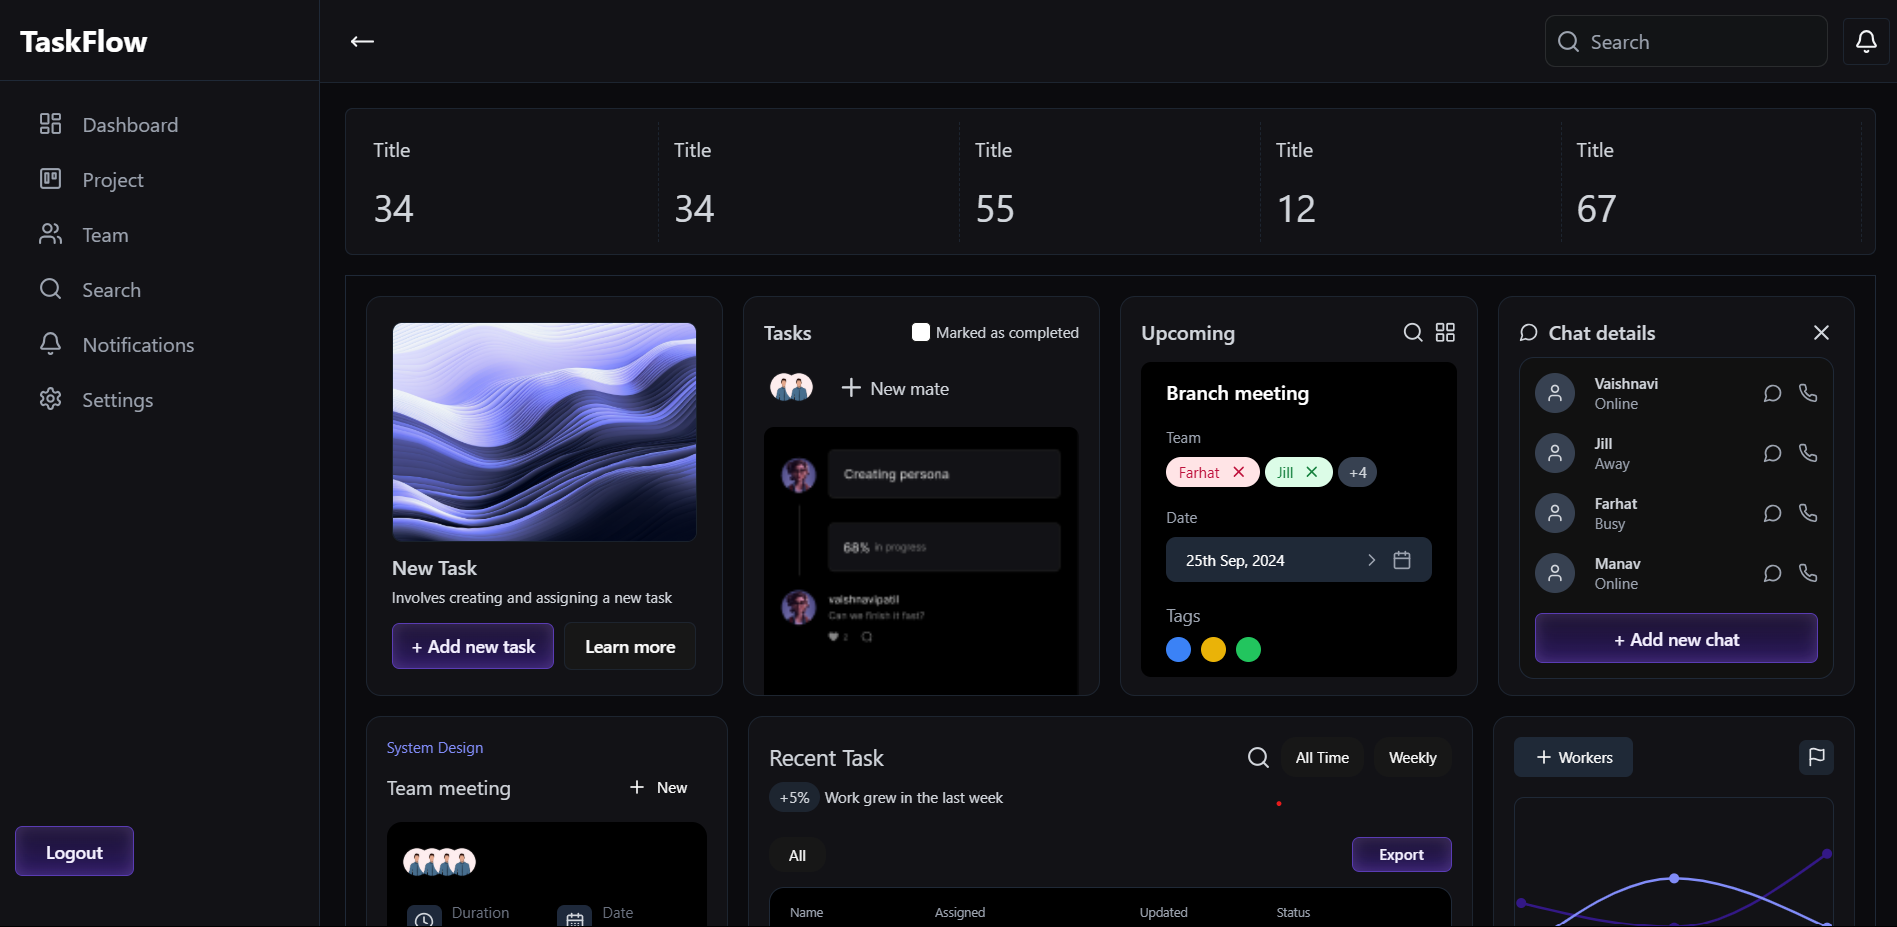 TaskFlow
Search
Dashboard
Project
Team
Search
Notifications
Settings
Logout
Title
34
Title
34
Title
55
Title
12
Title
67
New Task
Involves creating and assigning a new task
+ Add new task
Learn more
Tasks
Marked as completed
New mate
Creating persona
68% in progress
vaishnavipatil
Can we finish it fast?
2
Upcoming
Branch meeting
Team
Farhat
Jill
+4
Date
25th Sep, 2024
Tags
Chat details
Vaishnavi
Online
Jill
Away
Farhat
Busy
Manav
Online
+ Add new chat
System Design
Team meeting
+ New
Duration
Date
Recent Task
All Time
Weekly
+5% Work grew in the last week
All
Export
Name Assigned Updated Status
+ Workers